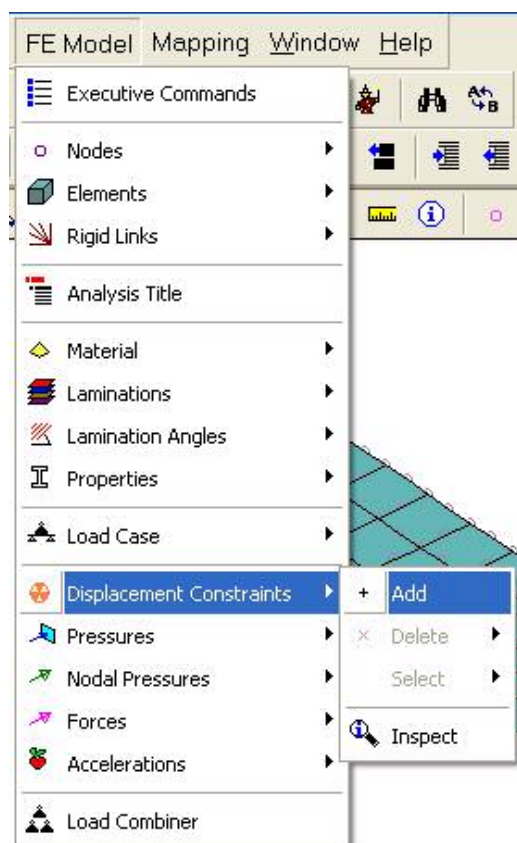 FE Model Mapping Window Help
Executive Commands
A
B
Nodes
Elements
Rigid Links
Analysis Title
Material
Laminations
Lamination Angles
Properties
Load Case
Displacement Constraints
+ Add
Pressures
Delete
Nodal Pressures
Select
Forces
Inspect
Accelerations
Load Combiner